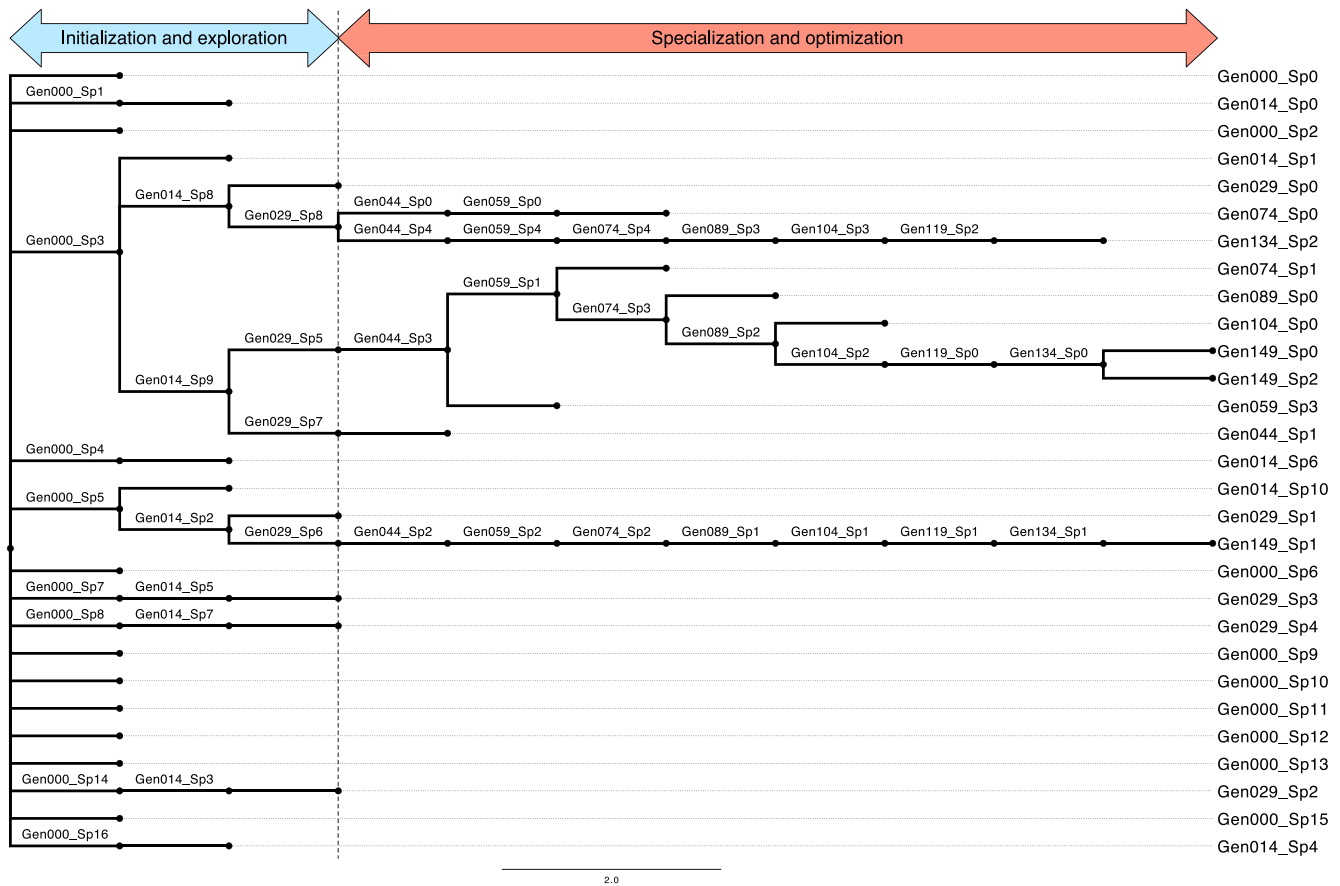 Initialization and exploration
Specialization and optimization
Gen000_Sp0
Gen000_Sp1
Gen014_Sp0
Gen000_Sp2
Gen014_Sp1
Gen014_Sp8
Gen029_Sp0
Gen044_Sp0 Gen059_Sp0
Gen074_Sp0
Gen029_Sp8
Gen044_Sp4 Gen059_Sp4 Gen074_Sp4 Gen089_Sp3 Gen104_Sp3 Gen119_Sp2
Gen134_Sp2
Gen000_Sp3
Gen074_Sp1
Gen059_Sp1
Gen089_Sp0
Gen074_Sp3
Gen104_Sp0
Gen089_Sp2
Gen029_Sp5 Gen044_Sp3
Gen149_Sp0
Gen104_Sp2 Gen119_Sp0 Gen134_Sp0
Gen149_Sp2
Gen014_Sp9
Gen059_Sp3
Gen029_Sp7
Gen044_Sp1
Gen000_Sp4
Gen014_Sp6
Gen014_Sp10
Gen000_Sp5
Gen029_Sp1
Gen014_Sp2
Gen029_Sp6 Gen044_Sp2 Gen059_Sp2 Gen074_Sp2 Gen089_Sp1 Gen104_Sp1 Gen119_Sp1 Gen134_Sp1
Gen149_Sp1
Gen000_Sp6
Gen000_Sp7 Gen014_Sp5
Gen029_Sp3
Gen000_Sp8 Gen014_Sp7
Gen029_Sp4
Gen000_Sp9
Gen000_Sp10
Gen000_Sp11
Gen000_Sp12
Gen000_Sp13
Gen000_Sp14 Gen014_Sp3
Gen029_Sp2
Gen000_Sp15
Gen000_Sp16
Gen014_Sp4
2.0